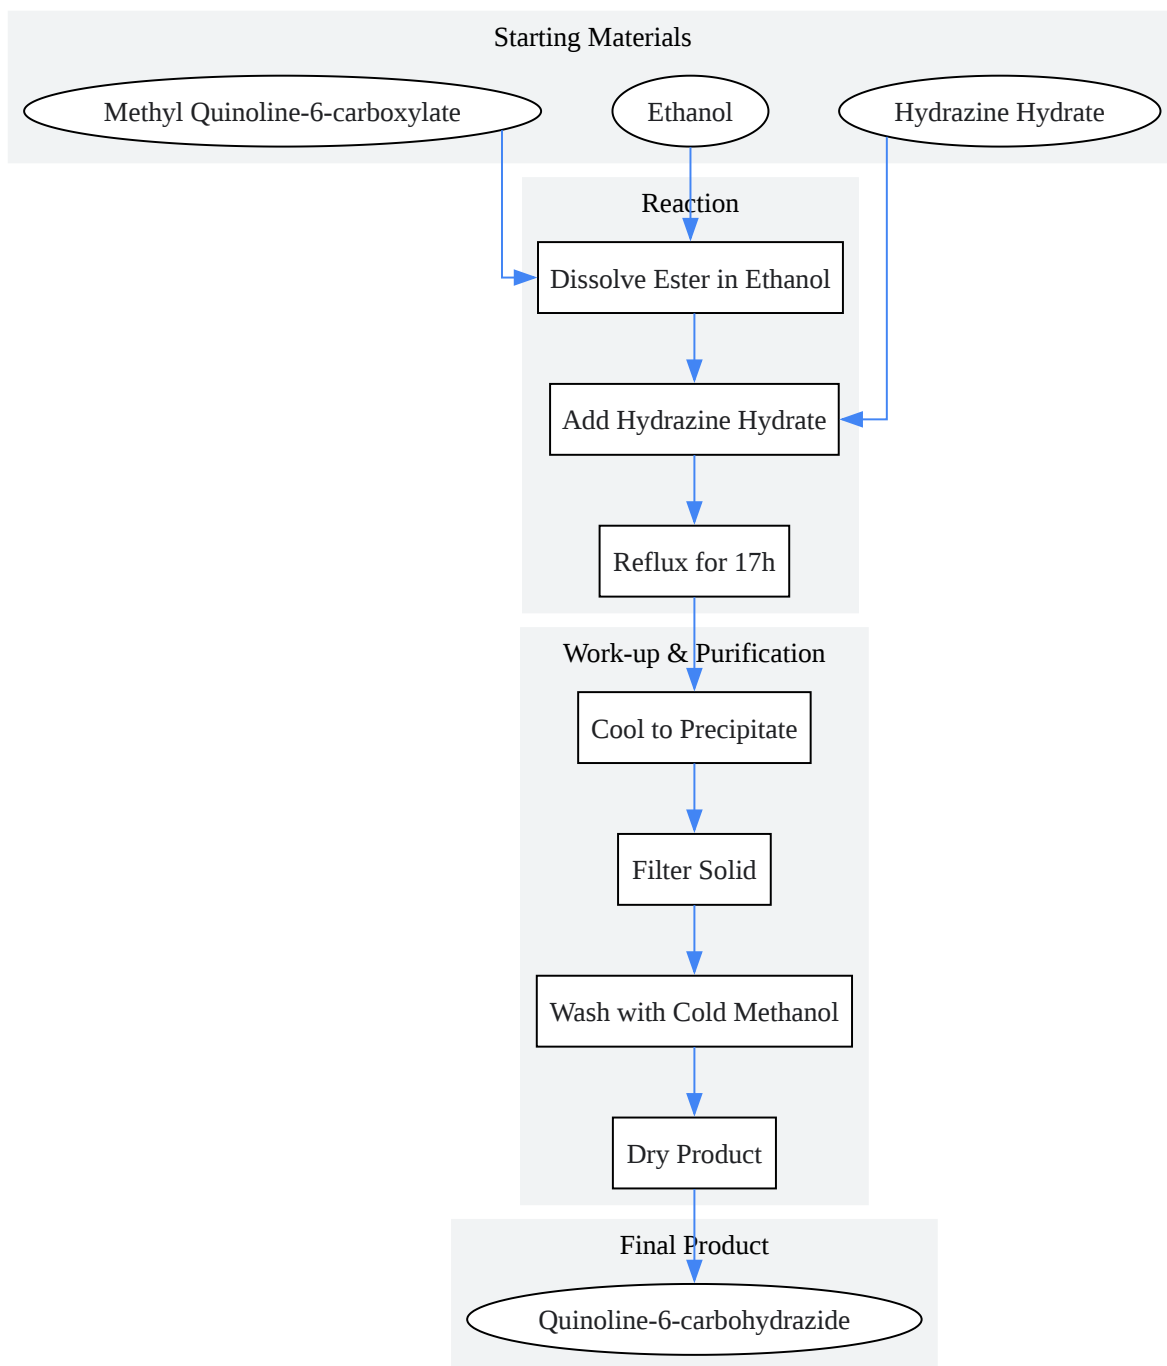 Starting Materials
Methyl Quinoline-6-carboxylate
Ethanol
Hydrazine Hydrate
Reaction
Dissolve Ester in Ethanol
Add Hydrazine Hydrate
Reflux for 17h
Work-up & Purification
Cool to Precipitate
Filter Solid
Wash with Cold Methanol
Dry Product
Final Product
Quinoline-6-carbohydrazide